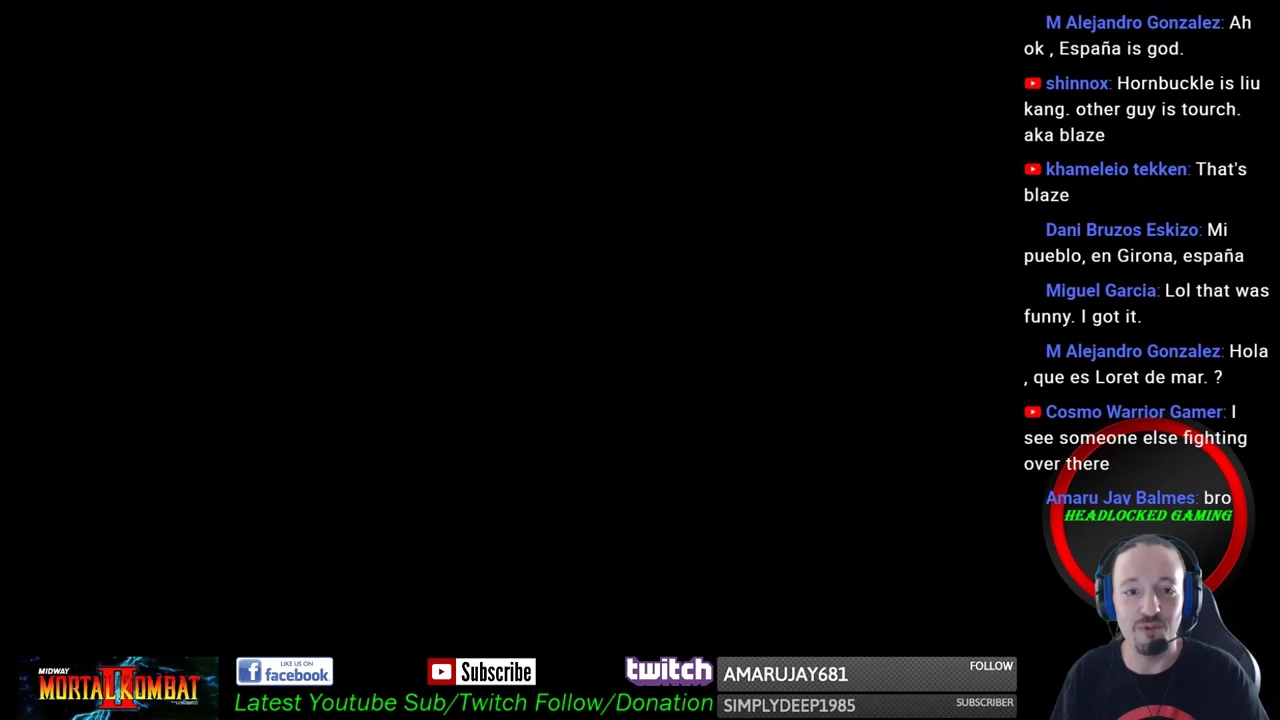 M Alejandro Gonzalez: Ah
ok , España is god.
shinnox: Hornbuckle is liu
kang. other guy is tourch.
aka blaze
khameleio tekken: That's
blaze
Dani Bruzos Eskizo: Mi
pueblo, en Girona, españa
Miguel Garcia: Lol that was
funny. I got it.
M Alejandro Gonzalez: Hola
, que es Loret de mar. ?
Cosmo Warrior Gamer: I
see someone else fighting
over there
Amaru Jay Balmes: bro
HEADLOCKED GAMING
MIDWAY
MORTAL KOMBAT
II
LIKE US ON
facebook
Subscribe
twitch
AMARUJAY681
FOLLOW
Latest Youtube Sub/Twitch Follow/Donation
SIMPLYDEEP1985
SUBSCRIBER